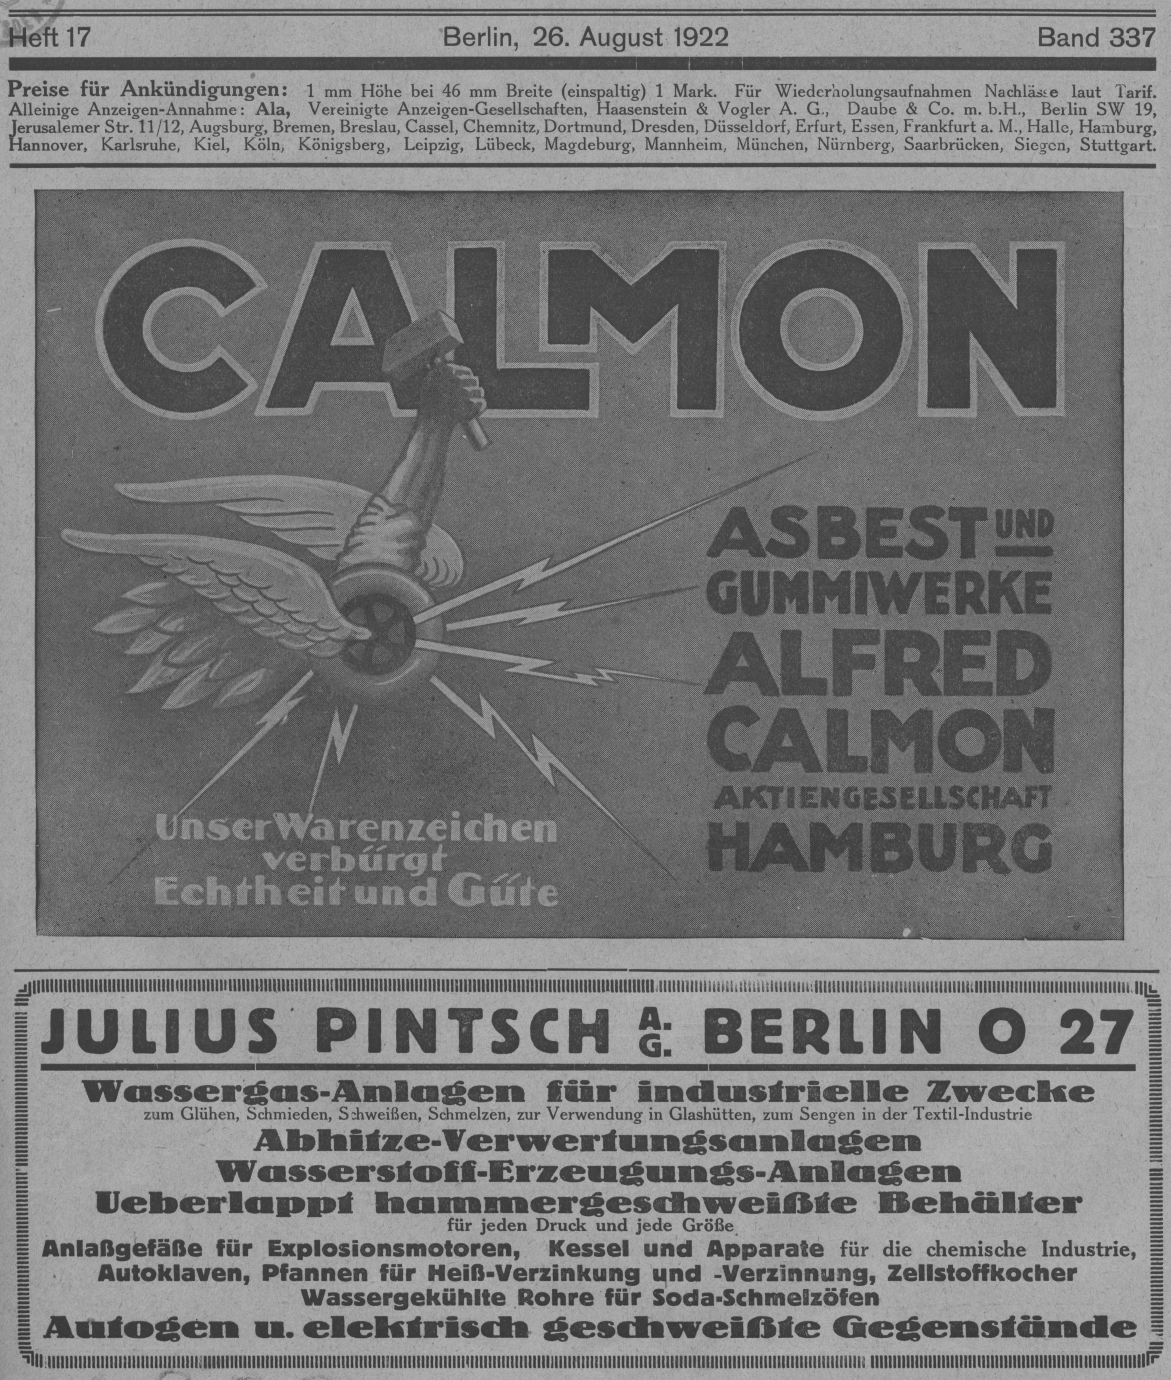 Heft 17 Berlin, 26. August 1922 Band 337
Preise für Ankündigungen: 1 mm Höhe bei 46 mm Breite (einspaltig) 1 Mark. Für Wiederholungsaufnahmen Nachlässe laut Tarif.
Alleinige Anzeigen-Annahme: Ala, Vereinigte Anzeigen-Gesellschaften, Haasenstein & Vogler A. G., Daube & Co. m. b.H., Berlin SW 19,
Jerusalemer Str. 11/12, Augsburg, Bremen, Breslau, Cassel, Chemnitz, Dortmund, Dresden, Düsseldorf, Erfurt, Essen, Frankfurt a. M., Halle, Hamburg,
Hannover, Karlsruhe, Kiel, Köln, Königsberg, Leipzig, Lübeck, Magdeburg, Mannheim, München, Nürnberg, Saarbrücken, Siegen, Stuttgart.
CALMON
ASBEST UND
GUMMIWERKE
ALFRED
CALMON
AKTIENGESELLSCHAFT
HAMBURG
Unser Warenzeichen
verbürgt
Echtheit und Güte
JULIUS PINTSCH A. G. BERLIN O 27
Wassergas-Anlagen für industrielle Zwecke
zum Glühen, Schmieden, Schweißen, Schmelzen, zur Verwendung in Glashütten, zum Sengen in der Textil-Industrie
Abhitze-Verwertungsanlagen
Wasserstoff-Erzeugungs-Anlagen
Ueberlappt hammergeschweißte Behälter
für jeden Druck und jede Größe
Anlaßgefäße für Explosionsmotoren, Kessel und Apparate für die chemische Industrie,
Autoklaven, Pfannen für Heiß-Verzinkung und -Verzinnung, Zellstoffkocher
Wassergekühlte Rohre für Soda-Schmelzöfen
Autogen u. elektrisch geschweißte Gegenstände